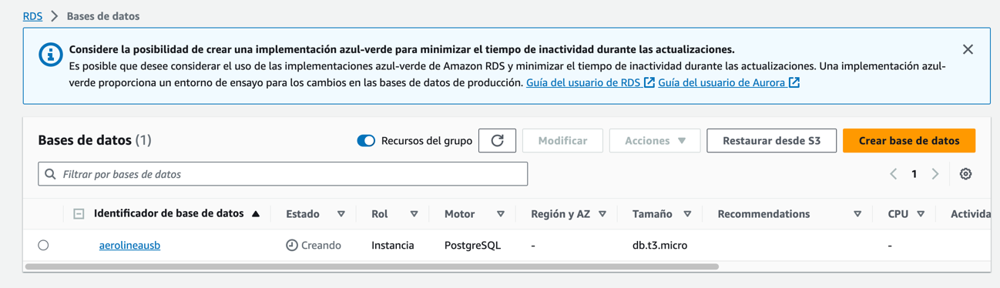 RDS > Bases de datos
Considere la posibilidad de crear una implementación azul-verde para minimizar el tiempo de inactividad durante las actualizaciones.
Es posible que desee considerar el uso de las implementaciones azul-verde de Amazon RDS y minimizar el tiempo de inactividad durante las actualizaciones. Una implementación azul-
verde proporciona un entorno de ensayo para los cambios en las bases de datos de producción. Guía del usuario de RDS Guía del usuario de Aurora
Bases de datos (1) Recursos del grupo Modificar Acciones Restaurar desde S3 Crear base de datos
Filtrar por bases de datos 1
Identificador de base de datos Estado Rol Motor Región y AZ Tamaño Recommendations CPU Activida
aerolineausb Creando Instancia PostgreSQL - db.t3.micro -